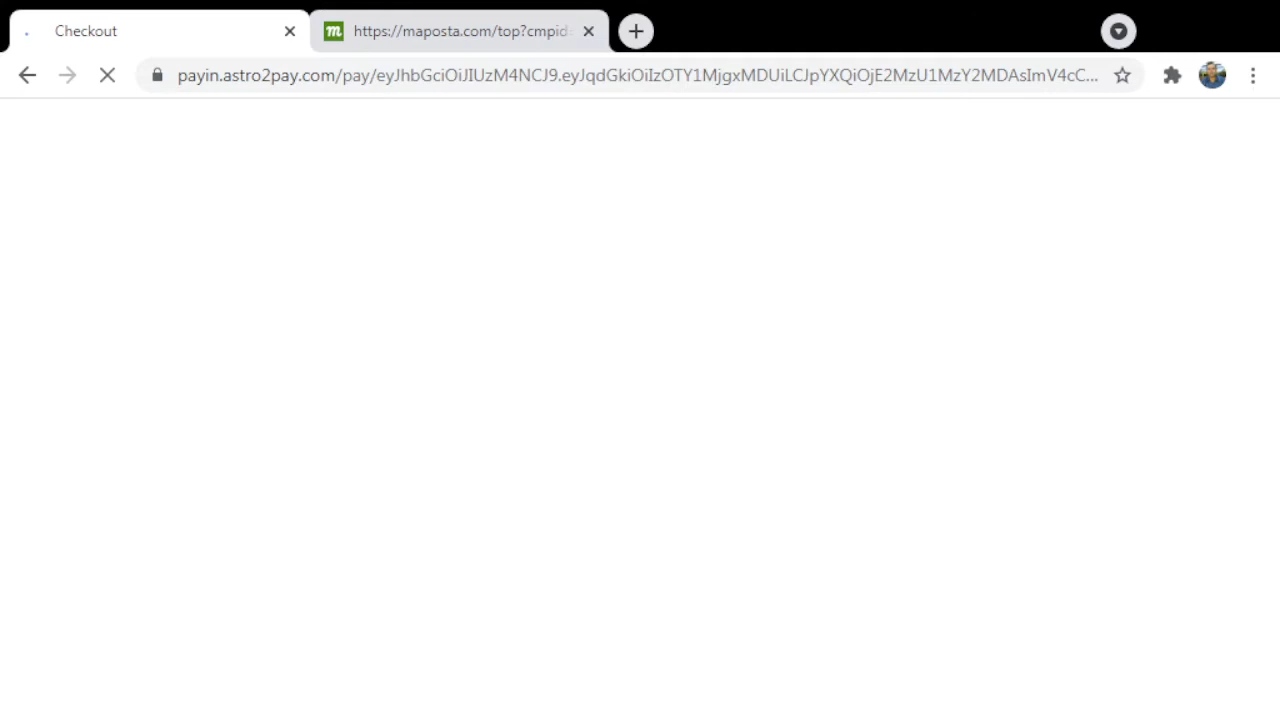 Checkout
https://maposta.com/top?cmpid
payin.astro2pay.com/pay/eyJhbGciOiJIUzM4NCJ9.eyJqdGkiOiIzOTY1MjgxMDUiLCJpYXQiOjE2MzU1MzY2MDAsImV4cC...